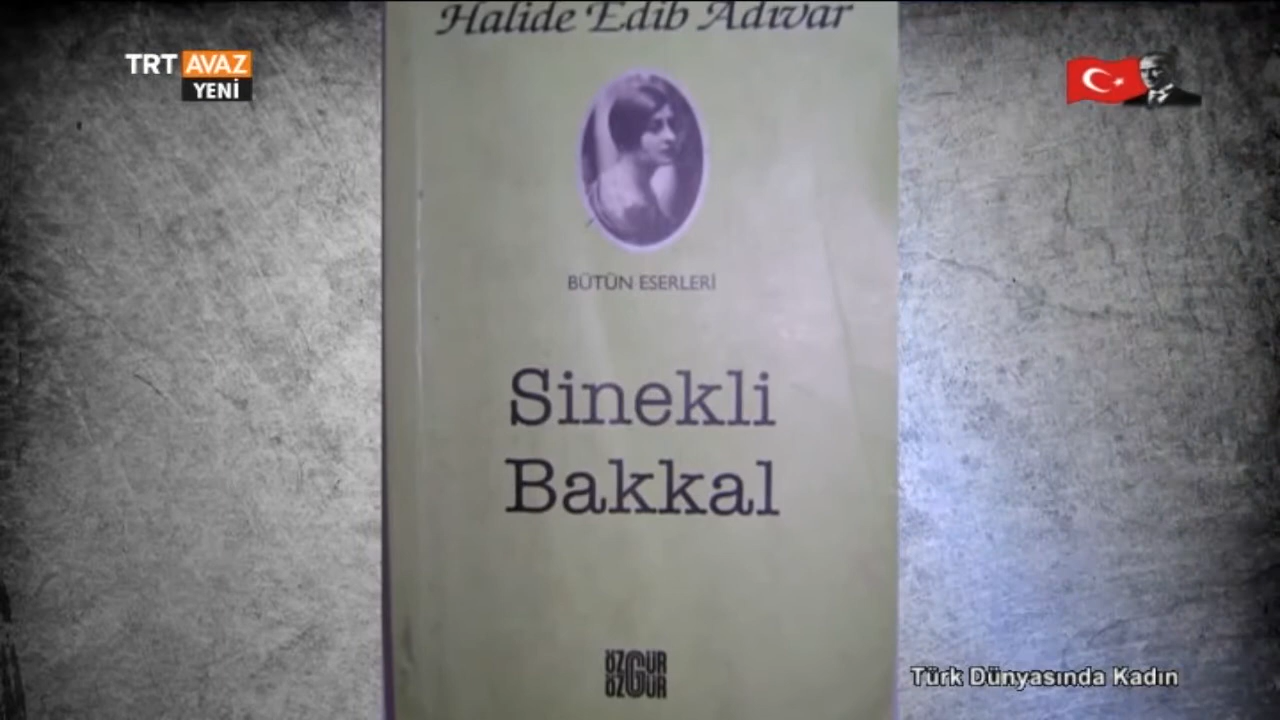 Halide Edib Adıvar
TRT AVAZ
YENİ
BÜTÜN ESERLERİ
Sinekli
Bakkal
ÖZGÜR
ÖZGÜR
Türk Dünyasında Kadın